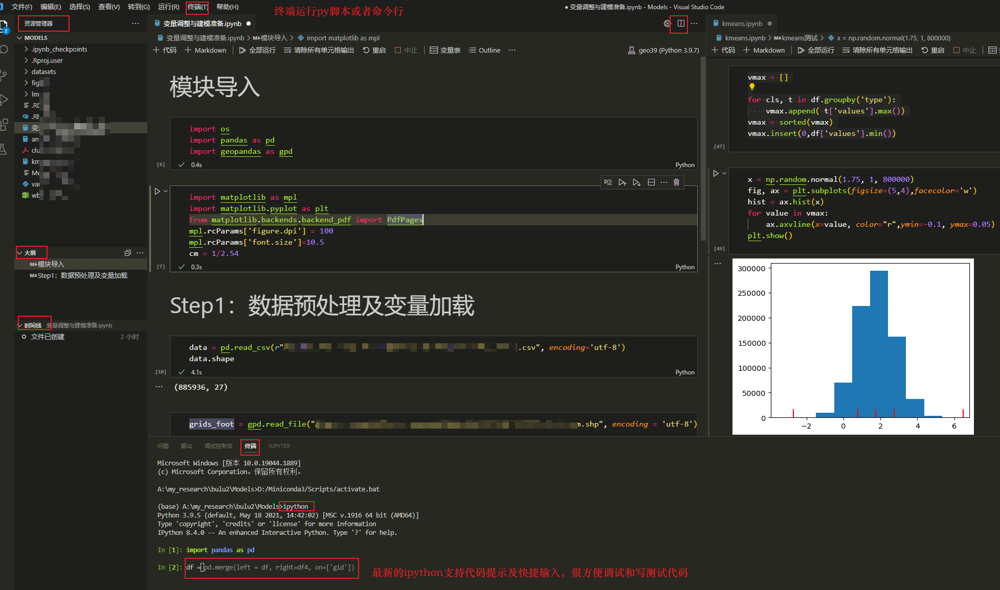 文件(F) 编辑(E) 选择(S) 查看(V) 转到(G) 运行(R) 终端(T) 帮助(H)
终端运行py脚本或者命令行
● 变量调整与建模准备.ipynb - Models - Visual Studio Code
2
资源管理器
MODELS
.ipynb_checkpoints
.Rproj.user
datasets
fig
.Rh
an
clu
km
va
wb
大纲
M↓模块导入
M↓Step1：数据预处理及变量加载
时间线 变量调整与建模准备.ipynb
文件已创建 2 小时
变量调整与建模准备.ipynb
变量调整与建模准备.ipynb > M↓模块导入 > import matplotlib as mpl
+ 代码 + Markdown 全部运行 清除所有单元格输出 重启 中止 变量表 Outline ···
geo39 (Python 3.9.7)
模块导入
import os
import pandas as pd
import geopandas as gpd
[6] 0.4s Python
import matplotlib as mpl
import matplotlib.pyplot as plt
from matplotlib.backends.backend_pdf import PdfPages
mpl.rcParams['figure.dpi'] = 100
mpl.rcParams['font.size']=10.5
cm = 1/2.54
[7] 0.3s Python
Step1：数据预处理及变量加载
data = pd.read_csv(r" .csv", encoding='utf-8')
data.shape
[10] 4.1s Python
(885936, 27)
grids_foot = gpd.read_file(" m.shp", encoding = 'utf-8')
kmeans.ipynb
kmeans.ipynb > M↓kmeans测试 > x = np.random.normal(1.75, 1, 800000)
+ 代码 + Markdown 全部运行 清除所有单元格输出 重启 中止
vmax = []
for cls, t in df.groupby('type'):
vmax.append( t['values'].max())
vmax = sorted(vmax)
vmax.insert(0,df['values'].min())
[47]
x = np.random.normal(1.75, 1, 800000)
fig, ax = plt.subplots(figsize=(5,4),facecolor='w')
hist = ax.hist(x)
for value in vmax:
ax.axvline(x=value, color="r",ymin=-0.1, ymax=0.05)
plt.show()
[49]
300000
250000
200000
150000
100000
50000
0
−2 0 2 4 6
问题 输出 调试控制台 终端 JUPYTER
Microsoft Windows [版本 10.0.19044.1889]
(c) Microsoft Corporation。保留所有权利。
A:\my_research\bulu2\Models>D:/Miniconda3/Scripts/activate.bat
(base) A:\my_research\bulu2\Models>ipython
Python 3.9.5 (default, May 18 2021, 14:42:02) [MSC v.1916 64 bit (AMD64)]
Type 'copyright', 'credits' or 'license' for more information
IPython 8.4.0 -- An enhanced Interactive Python. Type '?' for help.
In [1]: import pandas as pd
In [2]: df = pd.merge(left = df, right=df4, on=['gid'])
最新的ipython支持代码提示及快捷输入，很方便调试和写测试代码